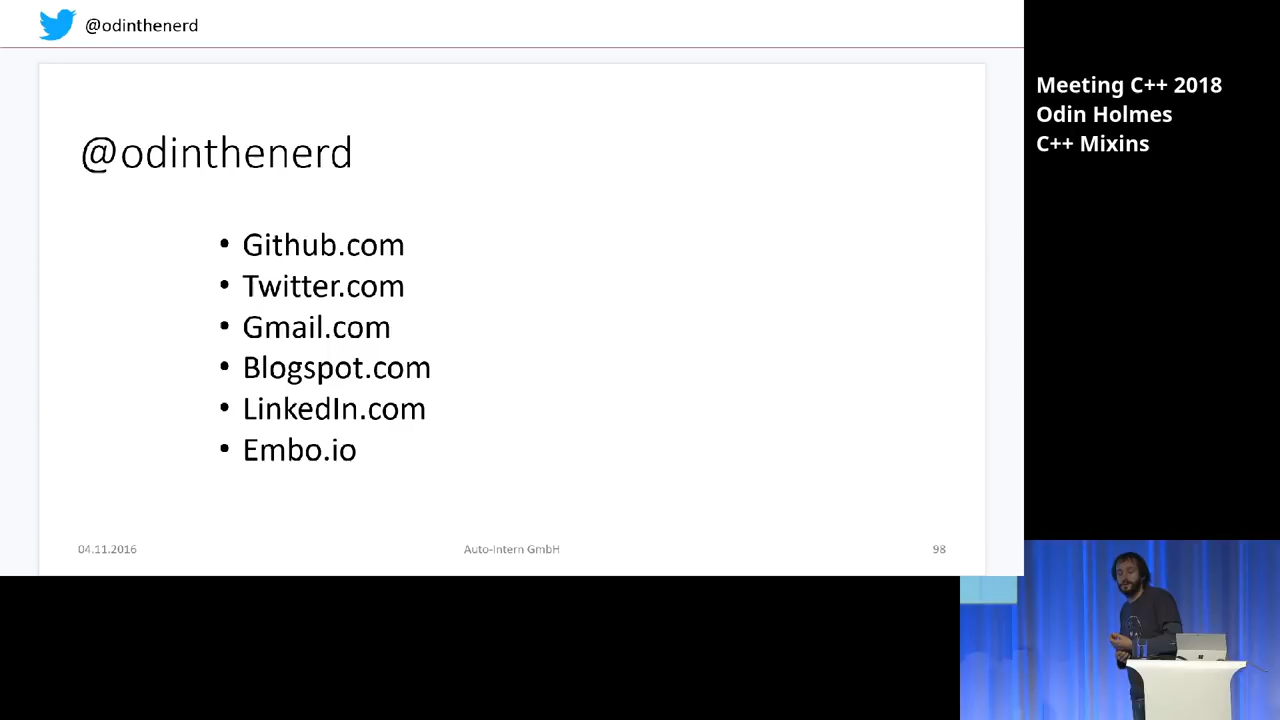 @odinthenerd
@odinthenerd
• Github.com
• Twitter.com
• Gmail.com
• Blogspot.com
• LinkedIn.com
• Embo.io
04.11.2016 Auto-Intern GmbH 98
Meeting C++ 2018
Odin Holmes
C++ Mixins